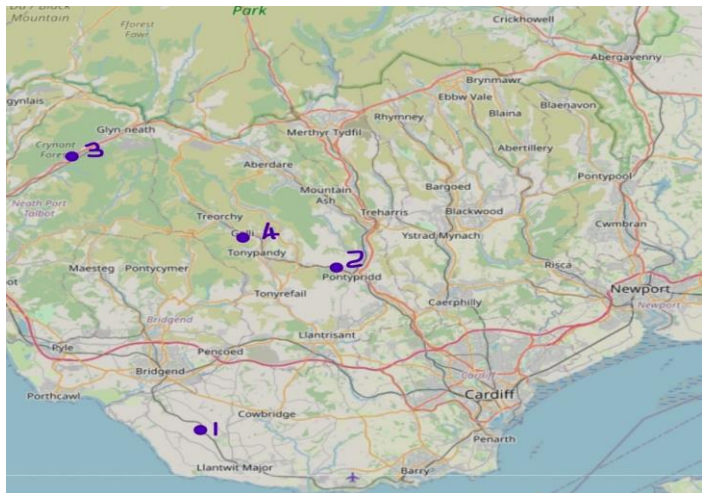 Park
Mountain
Fforest
Fawr
Crickhowell
Abergavenny
Brynmawr
Ebbw Vale
Rhymney
Blaina
Blaenavon
Glyn-neath
Merthyr Tydfil
3
Abertillery
Aberdare
Pontypool
Neath Port
Talbot
Mountain
Ash
Bargoed
Treorchy
Treharris
Blackwood
Cwmbran
4
Ystrad Mynach
Tonypandy
2
Maesteg
Pontycymer
Pontypridd
Risca
Newport
Newport
Tonyrefail
Caerphilly
Bridgend
Llantrisant
Pyle
Pencoed
Bridgend
Porthcawl
Cardiff
Cardiff
Cowbridge
1
Penarth
Llantwit Major
Barry